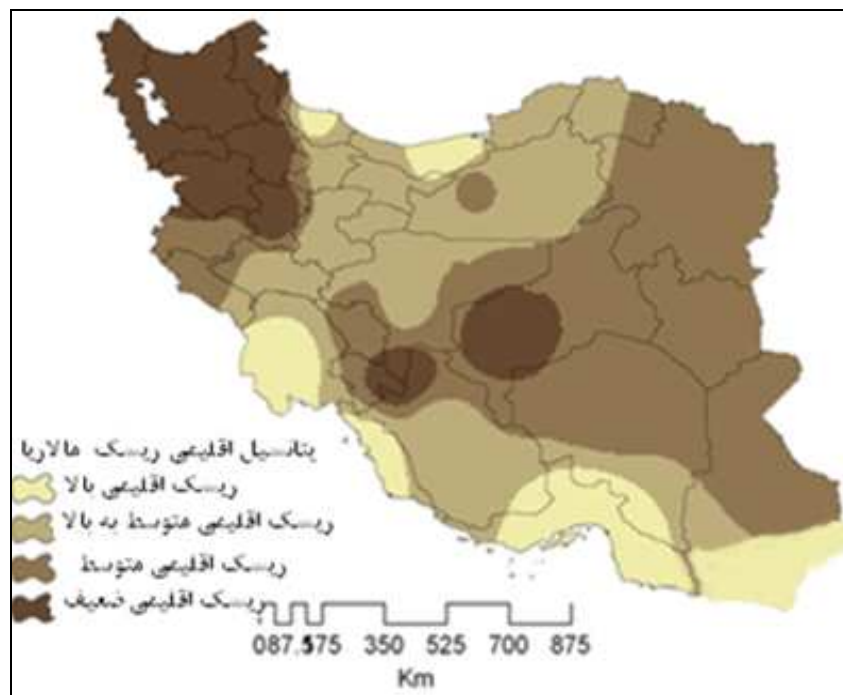 پتانسیل اقلیمی ریسک مالاریا
ریسک اقلیمی بالا
ریسک اقلیمی متوسط به بالا
ریسک اقلیمی متوسط
ریسک اقلیمی ضعیف
087.5175 350 525 700 875
Km